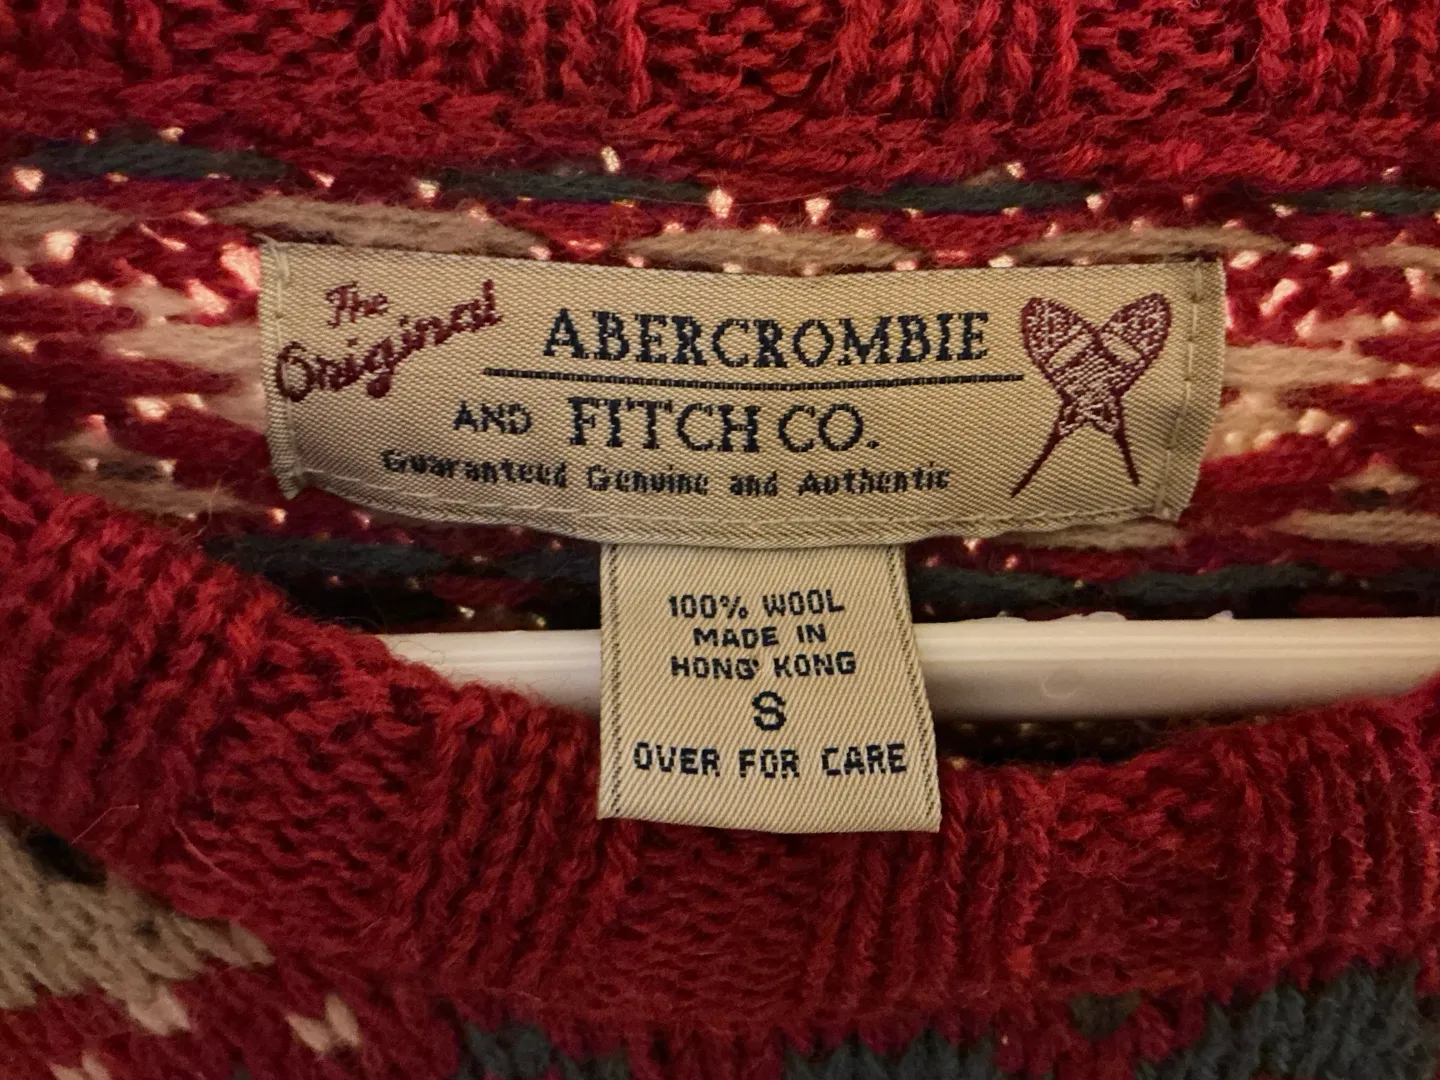 The
Original
ABERCROMBIE
AND FITCH CO.
Guaranteed Genuine and Authentic
100% WOOL
MADE IN
HONG KONG
S
OVER FOR CARE